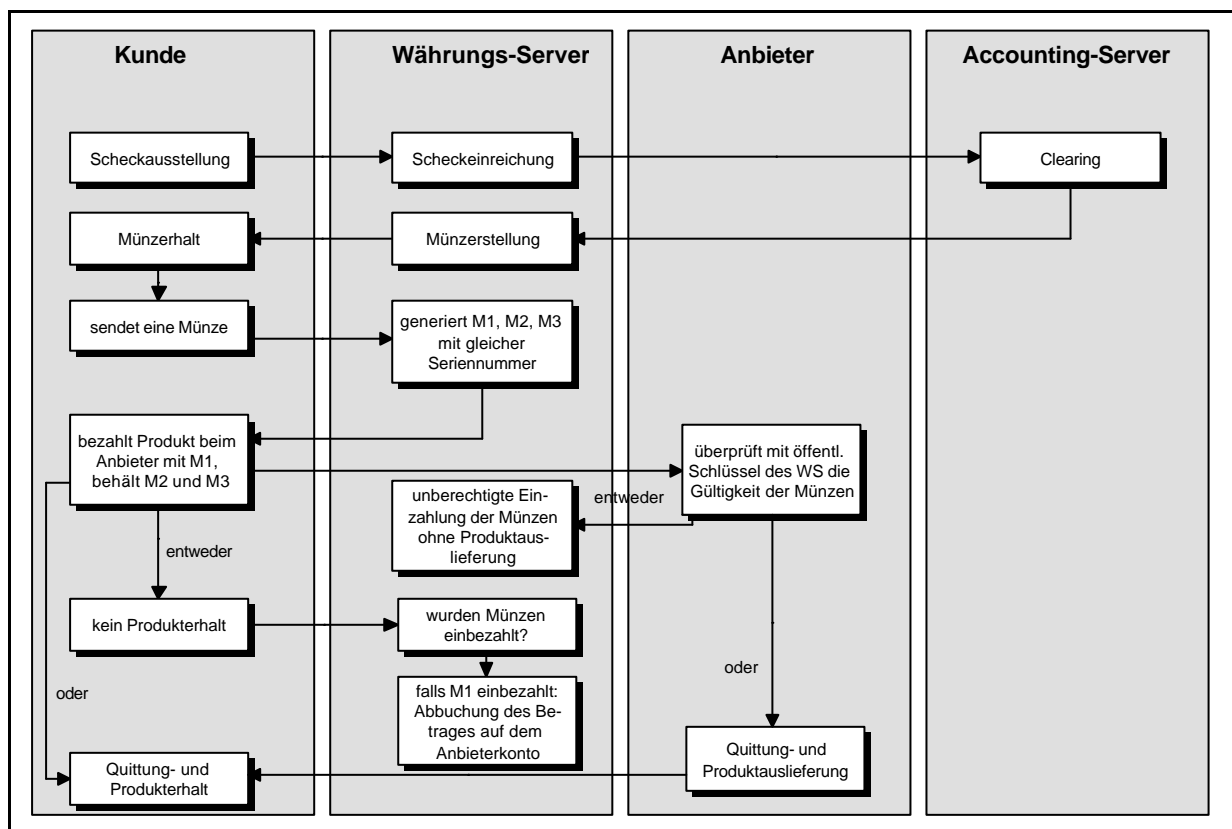 Kunde
Währungs-Server
Anbieter
Accounting-Server
Scheckausstellung
Scheckeinreichung
Clearing
Münzerhalt
Münzerstellung
sendet eine Münze
generiert M1, M2, M3
mit gleicher
Seriennummer
bezahlt Produkt beim
Anbieter mit M1,
behält M2 und M3
überprüft mit öffentl.
Schlüssel des WS die
Gültigkeit der Münzen
entweder
unberechtigte Ein-
zahlung der Münzen
ohne Produktaus-
lieferung
entweder
kein Produkterhalt
wurden Münzen
einbezahlt?
oder
oder
falls M1 einbezahlt:
Abbuchung des Be-
trages auf dem
Anbieterkonto
Quittung- und
Produktauslieferung
Quittung- und
Produkterhalt